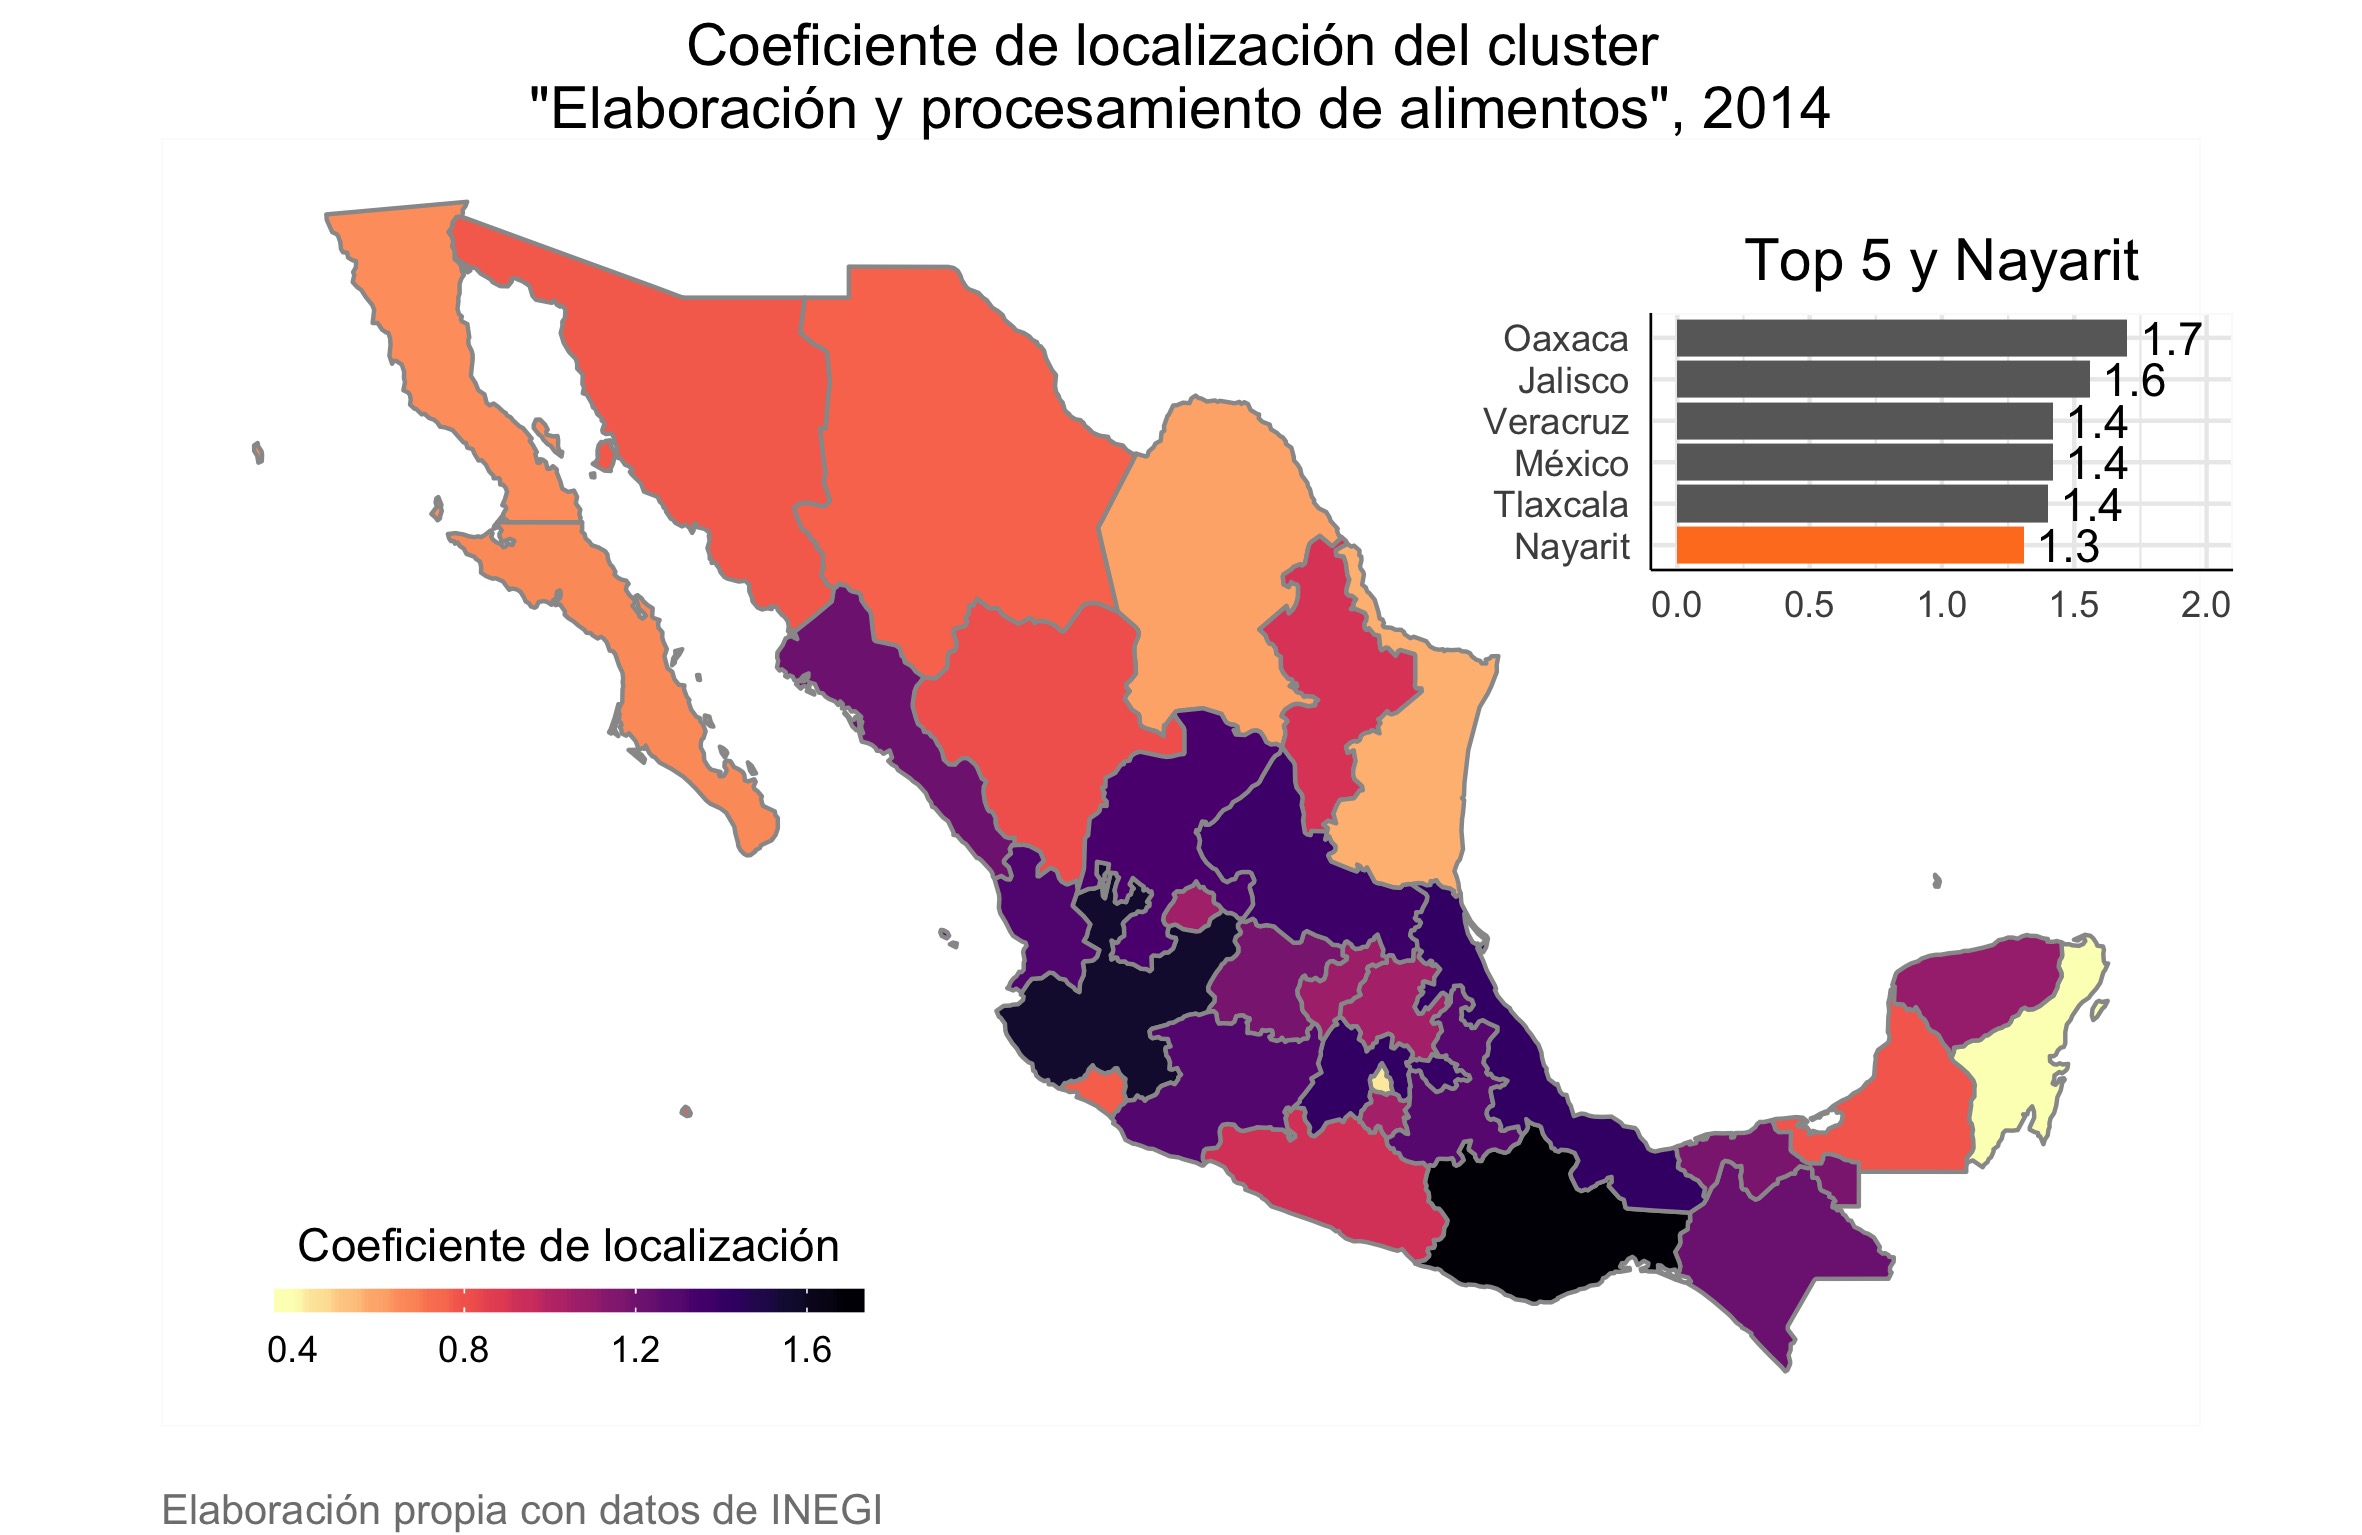 Coeficiente de localización del cluster
"Elaboración y procesamiento de alimentos", 2014
Top 5 y Nayarit
Oaxaca 1.7
Jalisco 1.6
Veracruz 1.4
México 1.4
Tlaxcala 1.4
Nayarit 1.3
0.0 0.5 1.0 1.5 2.0
Coeficiente de localización
0.4 0.8 1.2 1.6
Elaboración propia con datos de INEGI